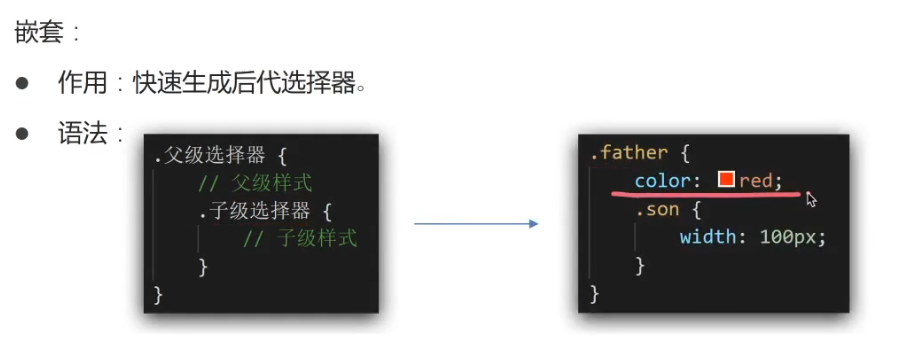 嵌套：
● 作用：快速生成后代选择器。
● 语法：
.父级选择器 {
// 父级样式
.子级选择器 {
// 子级样式
}
}
.father {
color: red;
.son {
width: 100px;
}
}